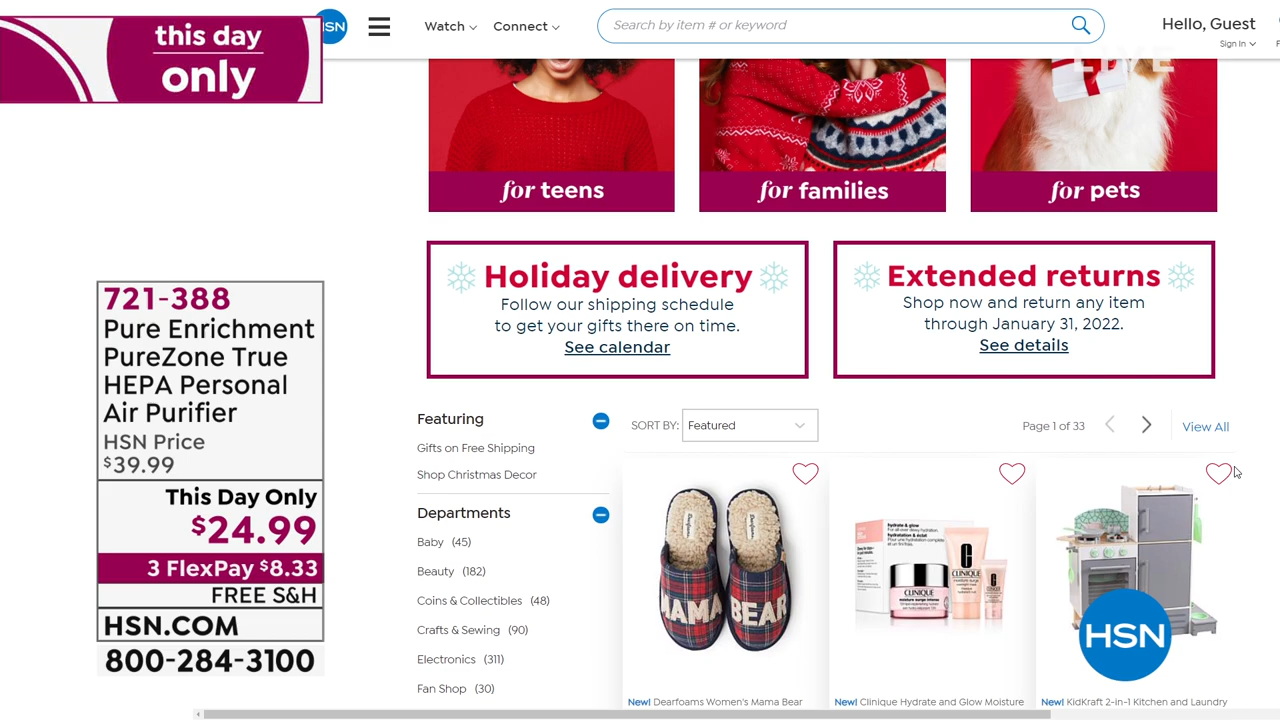 this day
only
HSN
Watch
Connect
Search by item # or keyword
Hello, Guest
Sign In
LIVE
for teens
for families
for pets
Holiday delivery
Follow our shipping schedule
to get your gifts there on time.
See calendar
Extended returns
Shop now and return any item
through January 31, 2022.
See details
721-388
Pure Enrichment
PureZone True
HEPA Personal
Air Purifier
HSN Price
$39.99
This Day Only
$24.99
3 FlexPay $8.33
FREE S&H
HSN.COM
800-284-3100
Featuring
Gifts on Free Shipping
Shop Christmas Decor
Departments
Baby (45)
Beauty (182)
Coins & Collectibles (48)
Crafts & Sewing (90)
Electronics (311)
Fan Shop (30)
SORT BY: Featured
Page 1 of 33
View All
MAMA BEAR
hydrate & glow
CLINIQUE
CLINIQUE
CLINIQUE
HSN
New! Dearfoams Women's Mama Bear
New! Clinique Hydrate and Glow Moisture
New! KidKraft 2-in-1 Kitchen and Laundry